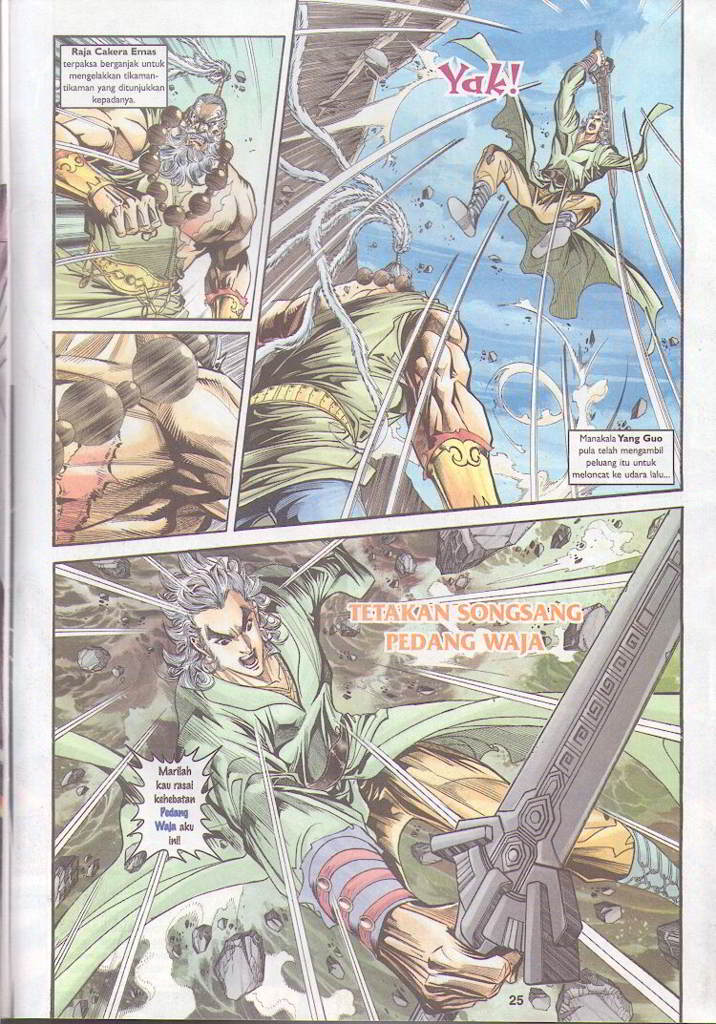 Raja Cakera Emas
terpaksa berganjak untuk
mengelakkan tikaman-
tikaman yang ditunjukkan
kepadanya.
Yak!
Manakala Yang Guo
pula telah mengambil
peluang itu untuk
meloncat ke udara lalu...
TETAKAN SONGSANG
PEDANG WAJA
Marilah
kau rasai
kehebatan
Pedang
Waja aku
ini!!
25